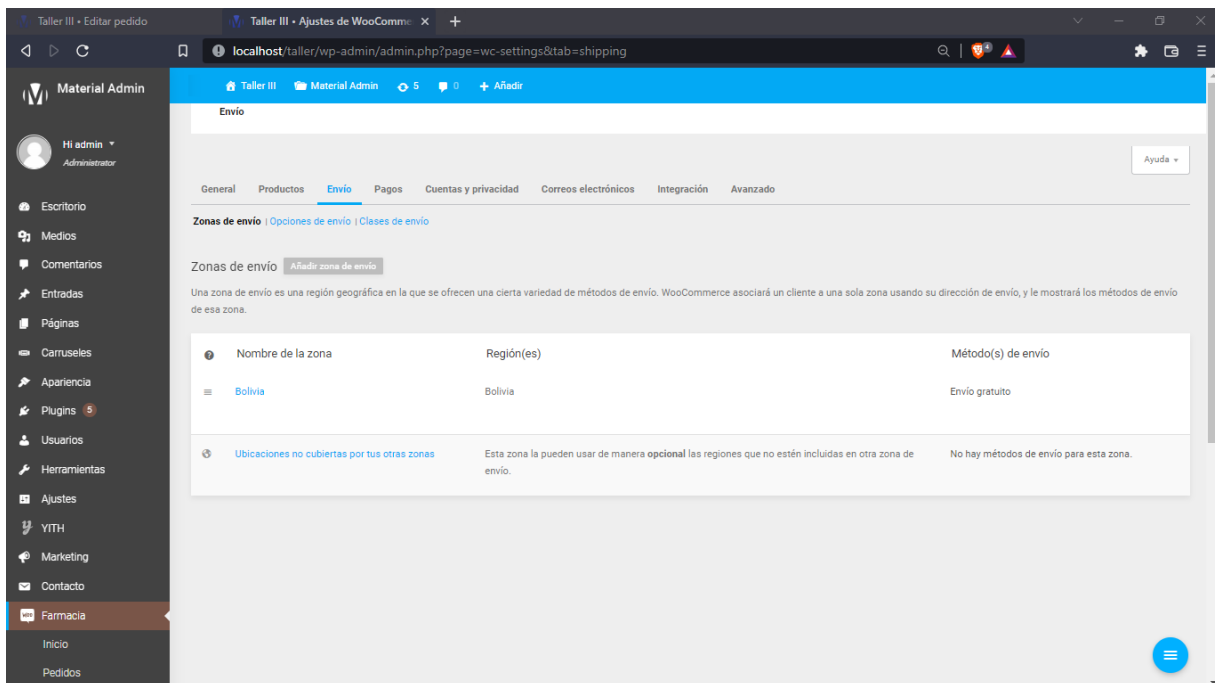 Taller III • Editar pedido
Taller III • Ajustes de WooComme
localhost/taller/wp-admin/admin.php?page=wc-settings&tab=shipping
Material Admin
Taller III
Material Admin
5
0
Añadir
Envío
Hi admin
Administrator
Ayuda
General
Productos
Envío
Pagos
Cuentas y privacidad
Correos electrónicos
Integración
Avanzado
Zonas de envío | Opciones de envío | Clases de envío
Zonas de envío
Añadir zona de envío
Una zona de envío es una región geográfica en la que se ofrecen una cierta variedad de métodos de envío. WooCommerce asociará un cliente a una sola zona usando su dirección de envío, y le mostrará los métodos de envío
de esa zona.
Nombre de la zona
Región(es)
Método(s) de envío
Bolivia
Bolivia
Envío gratuito
Ubicaciones no cubiertas por tus otras zonas
Esta zona la pueden usar de manera opcional las regiones que no estén incluidas en otra zona de
envío.
No hay métodos de envío para esta zona.
Escritorio
Medios
Comentarios
Entradas
Páginas
Carruseles
Apariencia
Plugins 5
Usuarios
Herramientas
Ajustes
YITH
Marketing
Contacto
Farmacia
Inicio
Pedidos